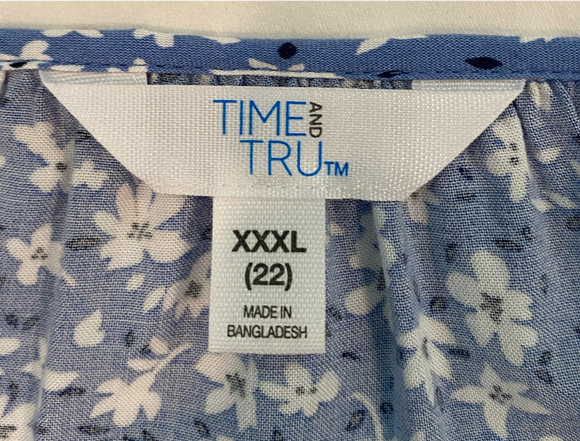 TIME AND
TRU™
XXXL
(22)
MADE IN
BANGLADESH